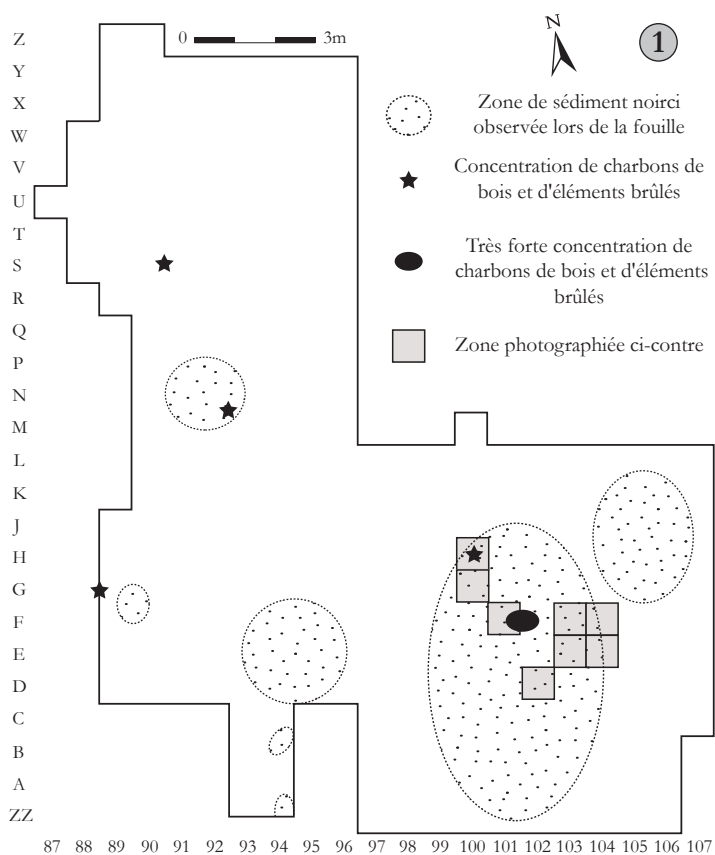 0 3m
N
1
Zone de sédiment noirci
observée lors de la fouille
Concentration de charbons de
bois et d'éléments brûlés
Très forte concentration de
charbons de bois et d'éléments
brûlés
Zone photographiée ci-contre
Z
Y
X
W
V
U
T
S
R
Q
P
N
M
L
K
J
H
G
F
E
D
C
B
A
ZZ
87 88 89 90 91 92 93 94 95 96 97 98 99 100 101 102 103 104 105 106 107